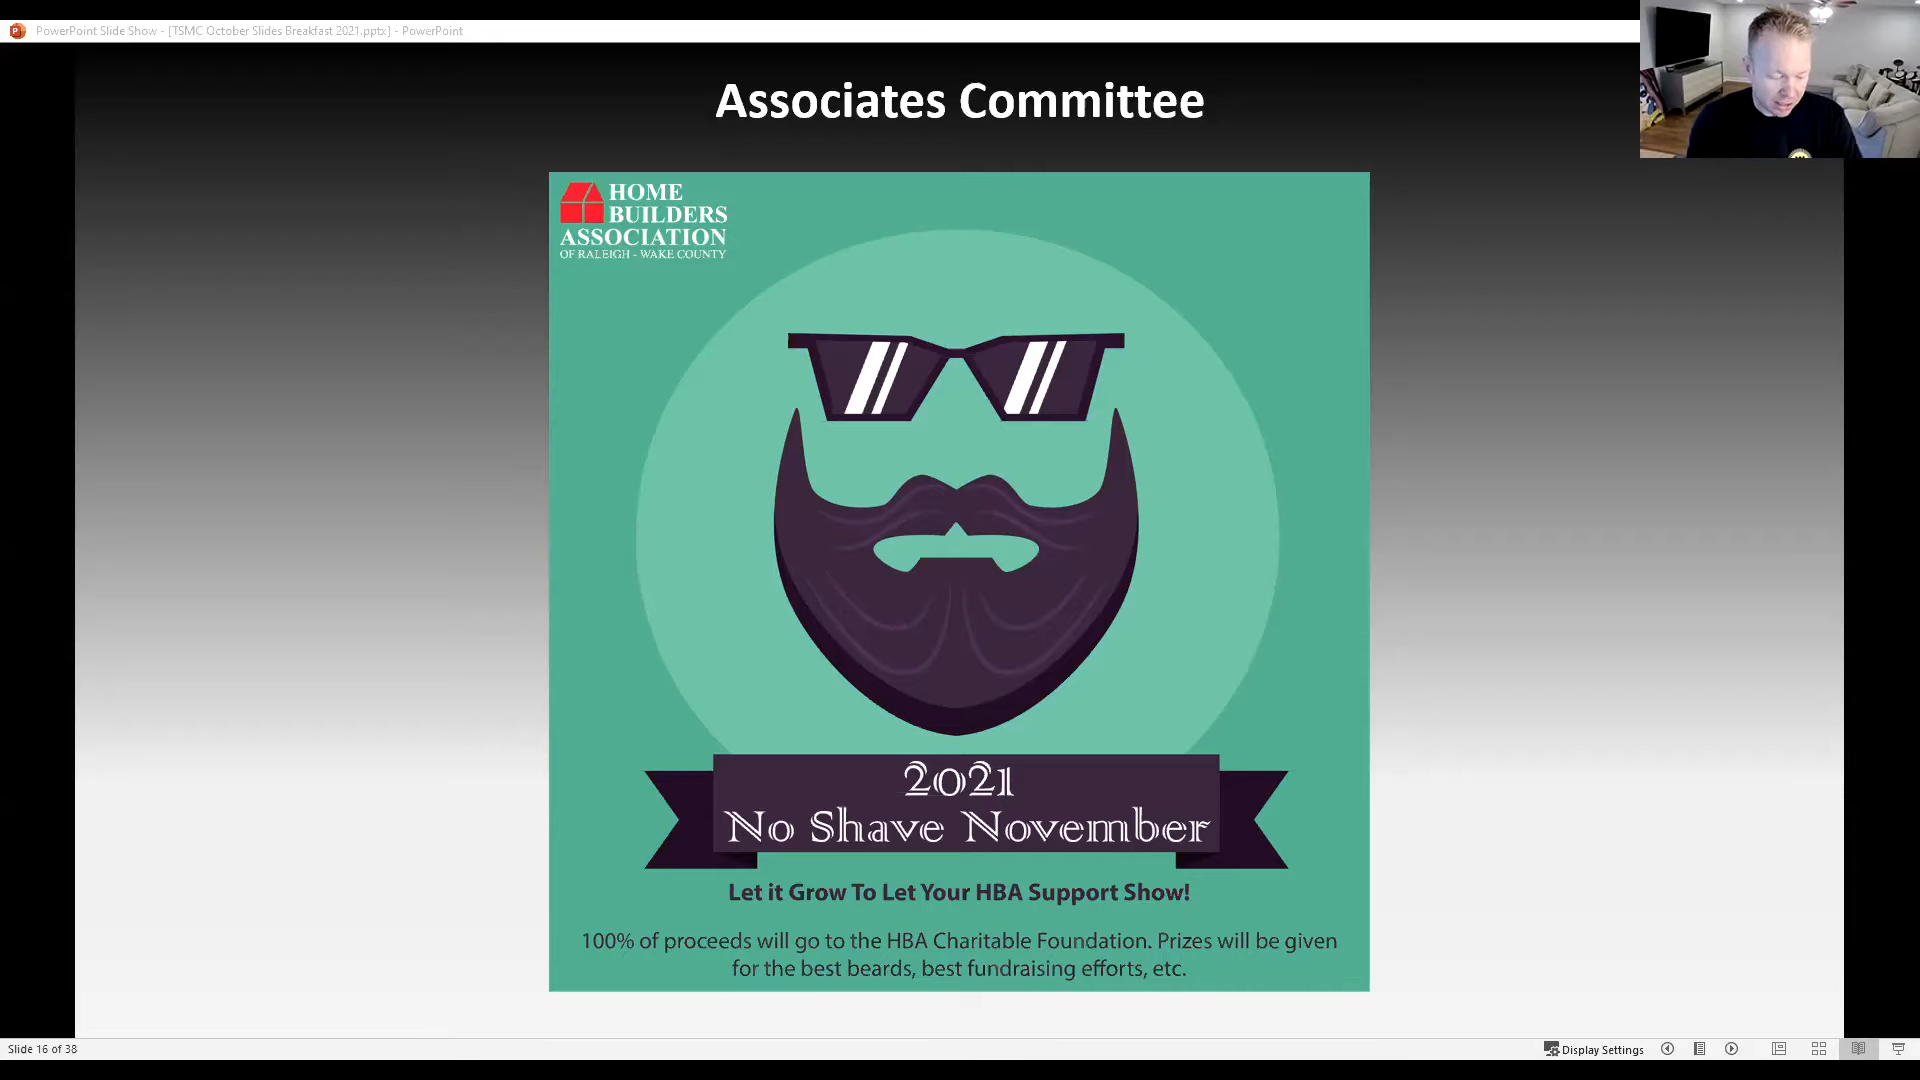 PowerPoint Slide Show - [TSMC October Slides Breakfast 2021.pptx] - PowerPoint
Associates Committee
HOME
BUILDERS
ASSOCIATION
OF RALEIGH - WAKE COUNTY
2021
No Shave November
Let it Grow To Let Your HBA Support Show!
100% of proceeds will go to the HBA Charitable Foundation. Prizes will be given
for the best beards, best fundraising efforts, etc.
Slide 16 of 38
Display Settings